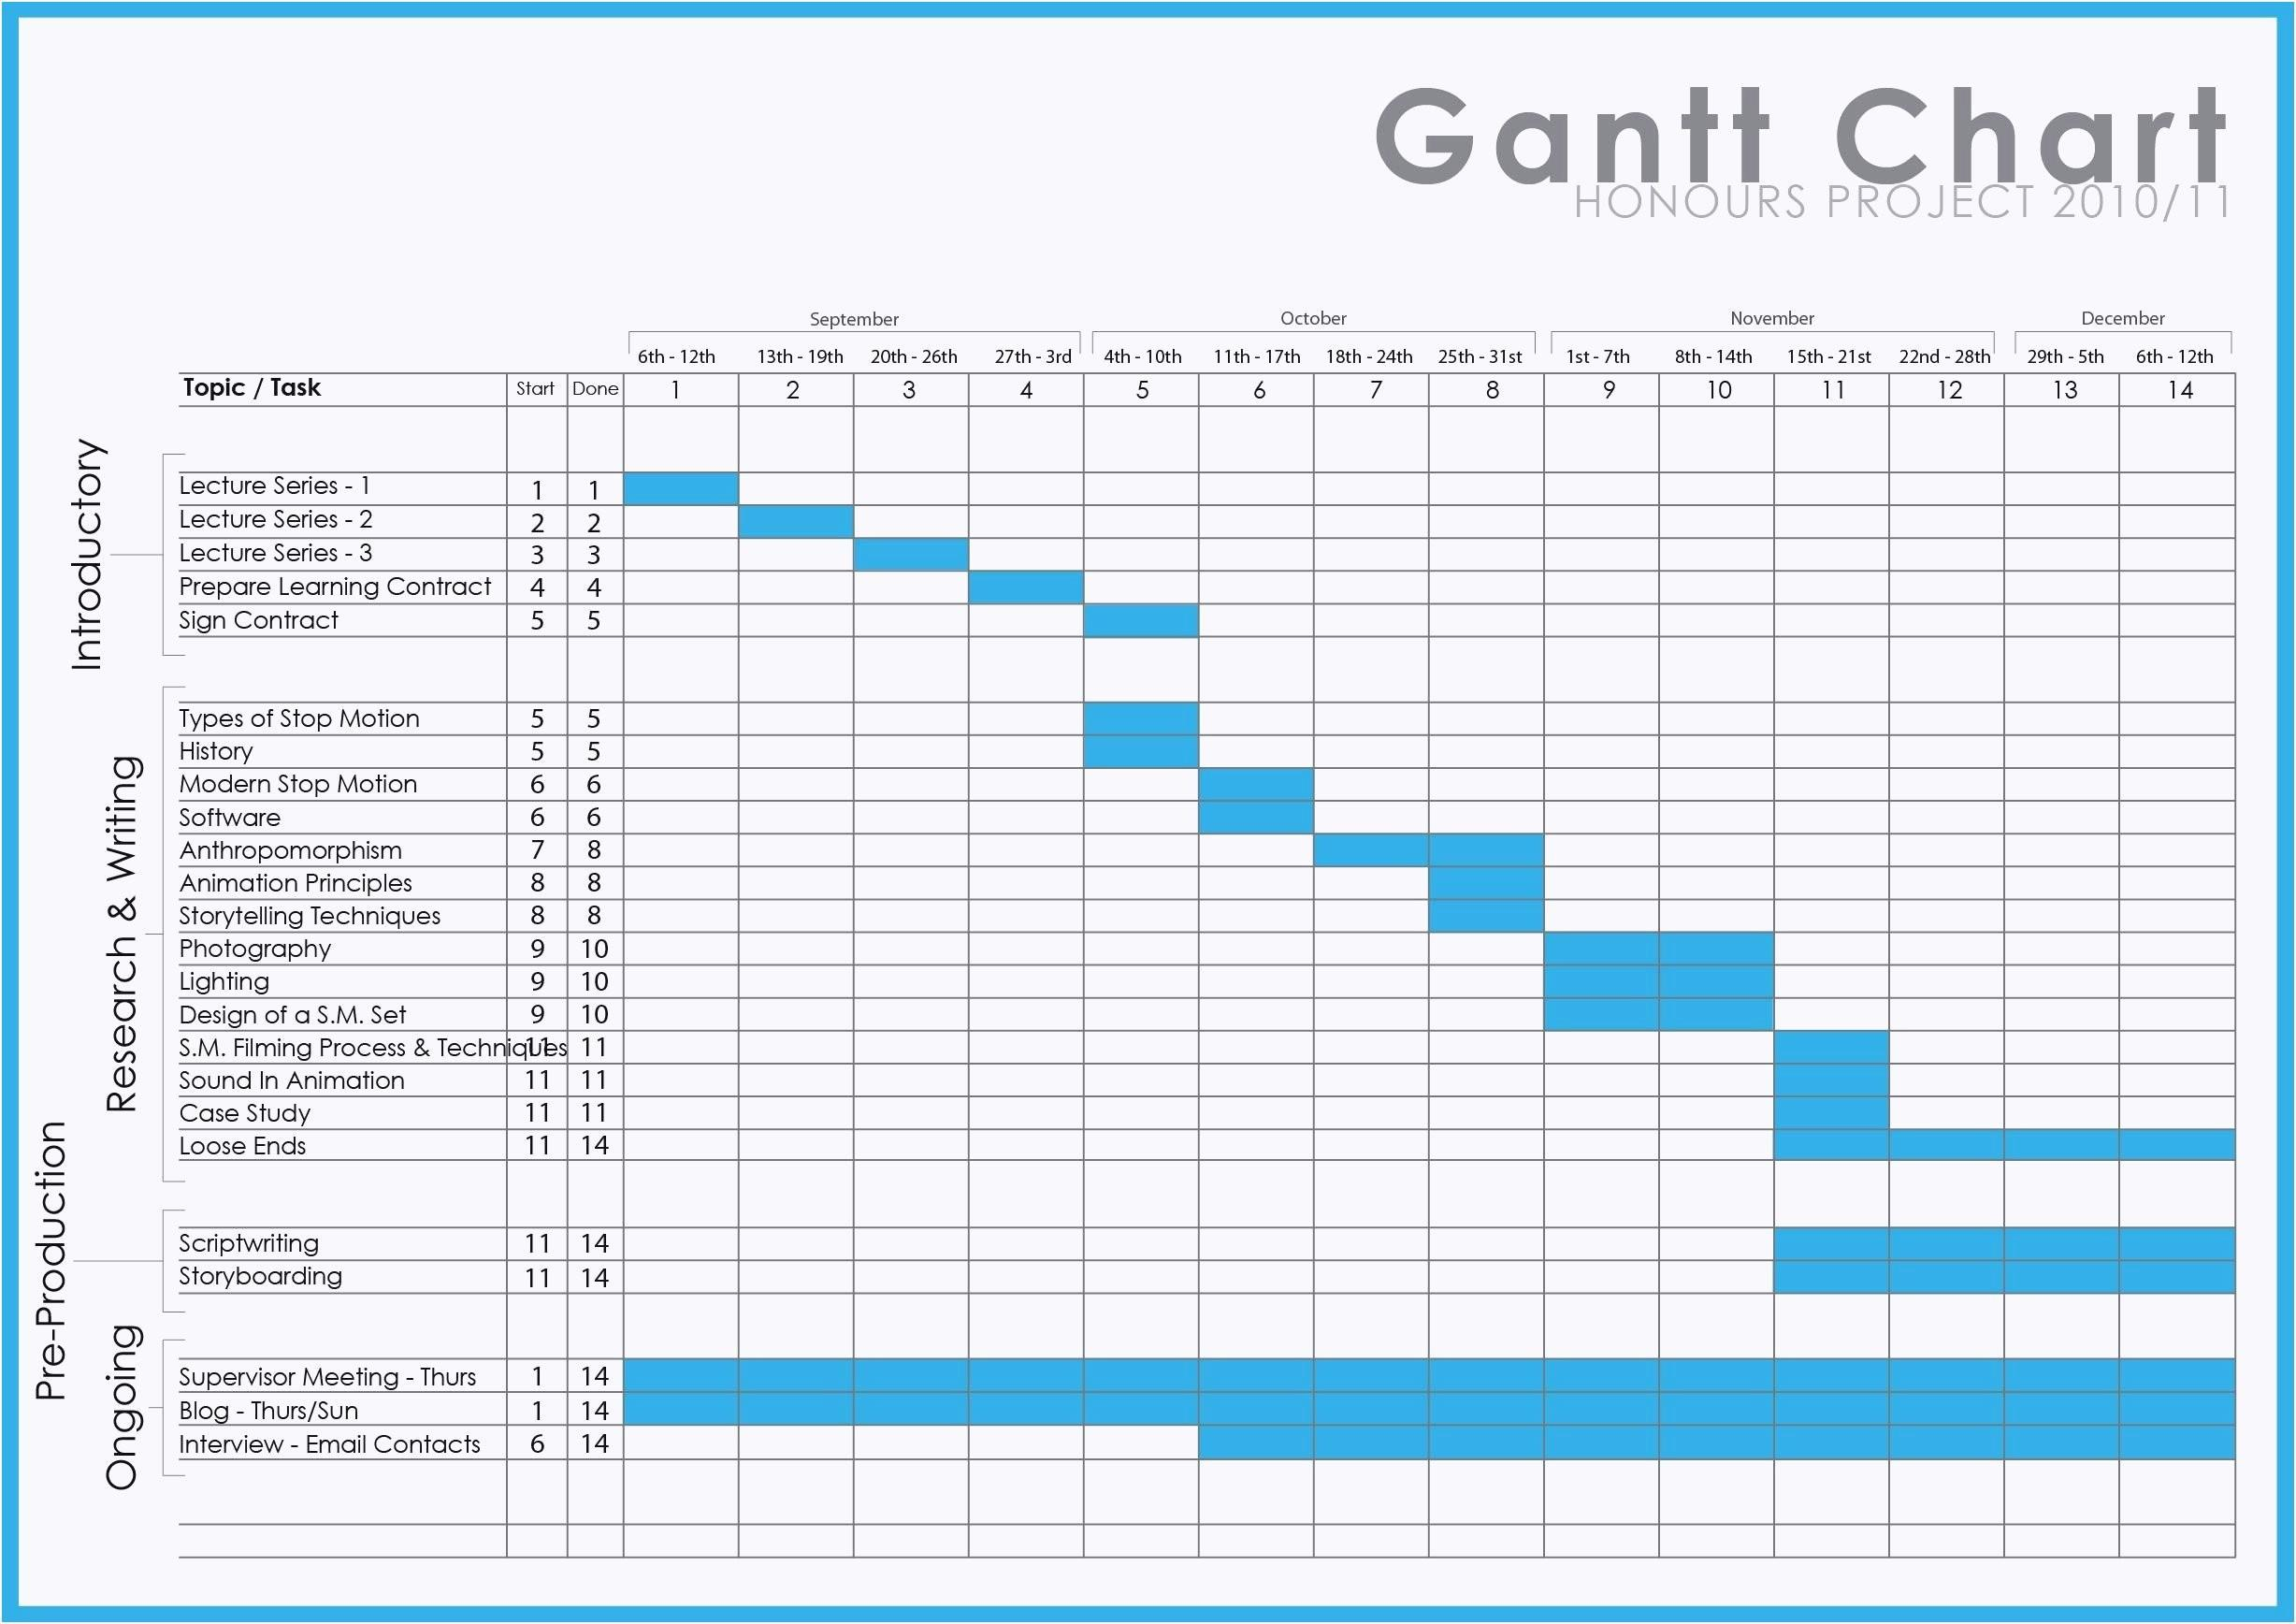 Gantt Chart
HONOURS PROJECT 2010/11
September October November December
6th - 12th 13th - 19th 20th - 26th 27th - 3rd 4th - 10th 11th - 17th 18th - 24th 25th - 31st 1st - 7th 8th - 14th 15th - 21st 22nd - 28th 29th - 5th 6th - 12th
Topic / Task Start Done 1 2 3 4 5 6 7 8 9 10 11 12 13 14
Introductory
Lecture Series - 1 1 1
Lecture Series - 2 2 2
Lecture Series - 3 3 3
Prepare Learning Contract 4 4
Sign Contract 5 5
Research & Writing
Types of Stop Motion 5 5
History 5 5
Modern Stop Motion 6 6
Software 6 6
Anthropomorphism 7 8
Animation Principles 8 8
Storytelling Techniques 8 8
Photography 9 10
Lighting 9 10
Design of a S.M. Set 9 10
S.M. Filming Process & Techniques 11 11
Sound In Animation 11 11
Case Study 11 11
Loose Ends 11 14
Pre-Production
Scriptwriting 11 14
Storyboarding 11 14
Ongoing
Supervisor Meeting - Thurs 1 14
Blog - Thurs/Sun 1 14
Interview - Email Contacts 6 14